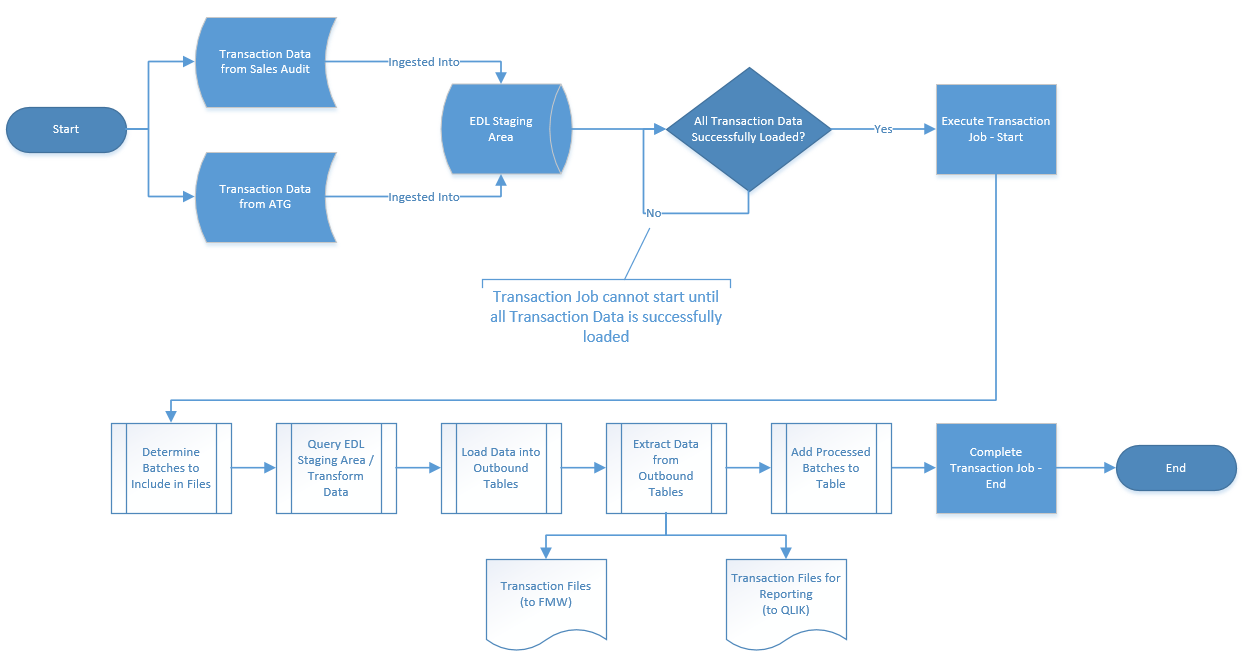 Transaction Data
from Sales Audit
Ingested Into
Start
EDL Staging
Area
All Transaction Data
Successfully Loaded?
Yes
Execute Transaction
Job - Start
Transaction Data
from ATG
Ingested Into
No
Transaction Job cannot start until
all Transaction Data is successfully
loaded
Determine
Batches to
Include in Files
Query EDL
Staging Area /
Transform
Data
Load Data into
Outbound
Tables
Extract Data
from
Outbound
Tables
Add Processed
Batches to
Table
Complete
Transaction Job -
End
End
Transaction Files
(to FMW)
Transaction Files for
Reporting
(to QLIK)